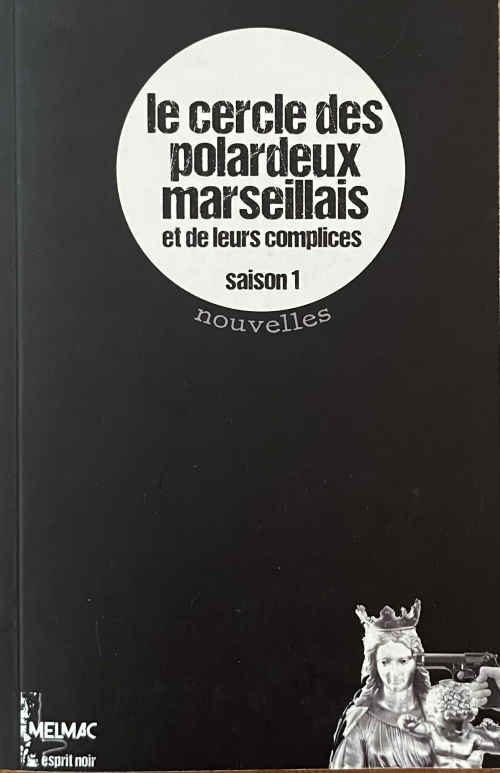 le cercle des
polardeux
marseillais
et de leurs complices
saison 1
nouvelles
MELMAC
esprit noir